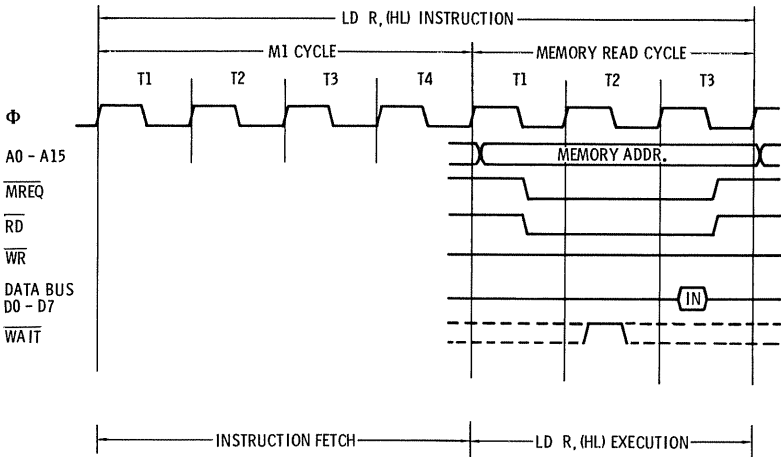 LD R, (HL) INSTRUCTION
M1 CYCLE MEMORY READ CYCLE
T1 T2 T3 T4 T1 T2 T3
Φ
A0 - A15 MEMORY ADDR.
MREQ
RD
WR
DATA BUS
D0 - D7 IN
WAIT
INSTRUCTION FETCH LD R, (HL) EXECUTION